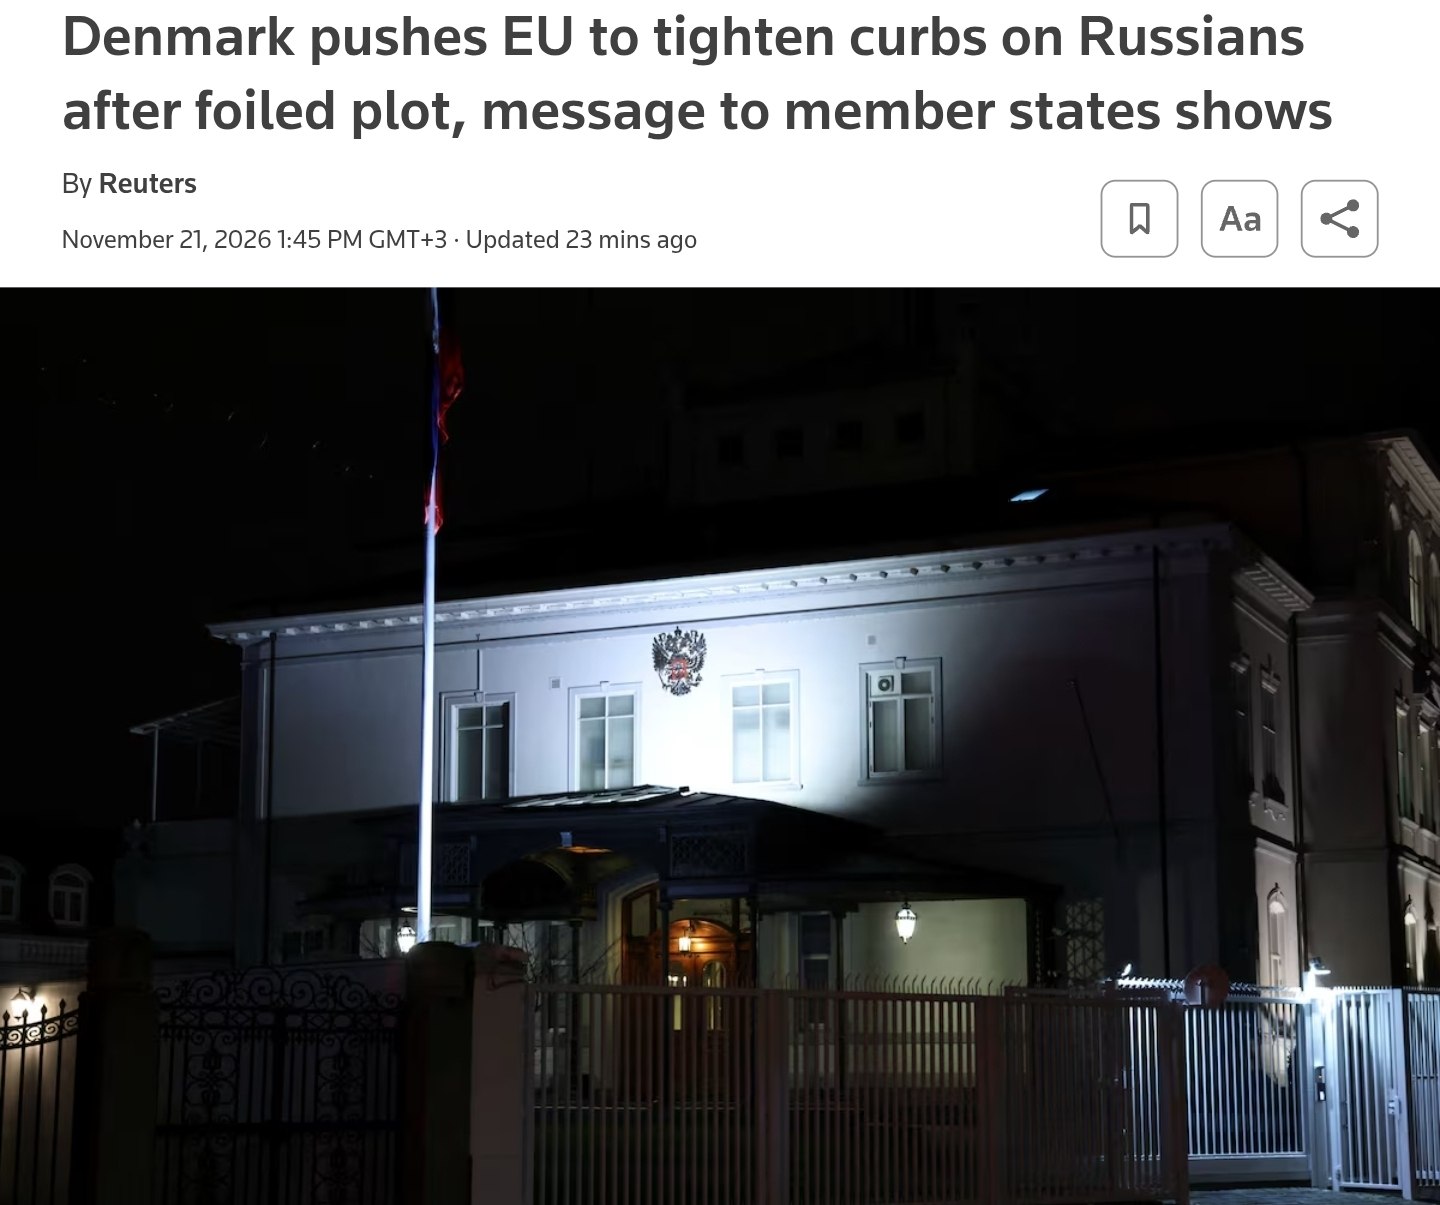 Denmark pushes EU to tighten curbs on Russians
after foiled plot, message to member states shows
By Reuters
November 21, 2026 1:45 PM GMT+3 · Updated 23 mins ago
Aa